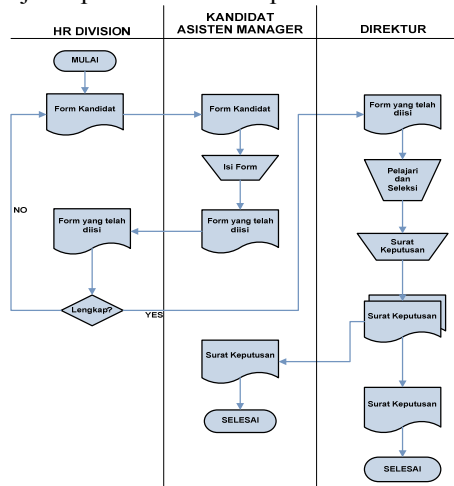 HR DIVISION
KANDIDAT
ASISTEN MANAGER
DIREKTUR
MULAI
Form Kandidat
Form Kandidat
Form yang telah
diisi
Isi Form
Pelajari
dan
Seleksi
NO
Form yang telah
diisi
Form yang telah
diisi
Surat
Keputusan
Lengkap?
YES
Surat Keputusan
Surat Keputusan
Surat Keputusan
SELESAI
SELESAI